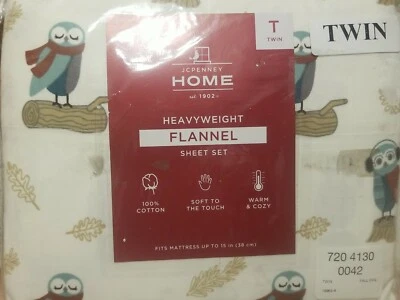 T
TWIN
TWIN
JCPENNEY
HOME
est 1902
HEAVYWEIGHT
FLANNEL
SHEET SET
100%
COTTON
SOFT TO
THE TOUCH
WARM
& COZY
FITS MATTRESS UP TO 15 in (38 cm)
720 4130
0042